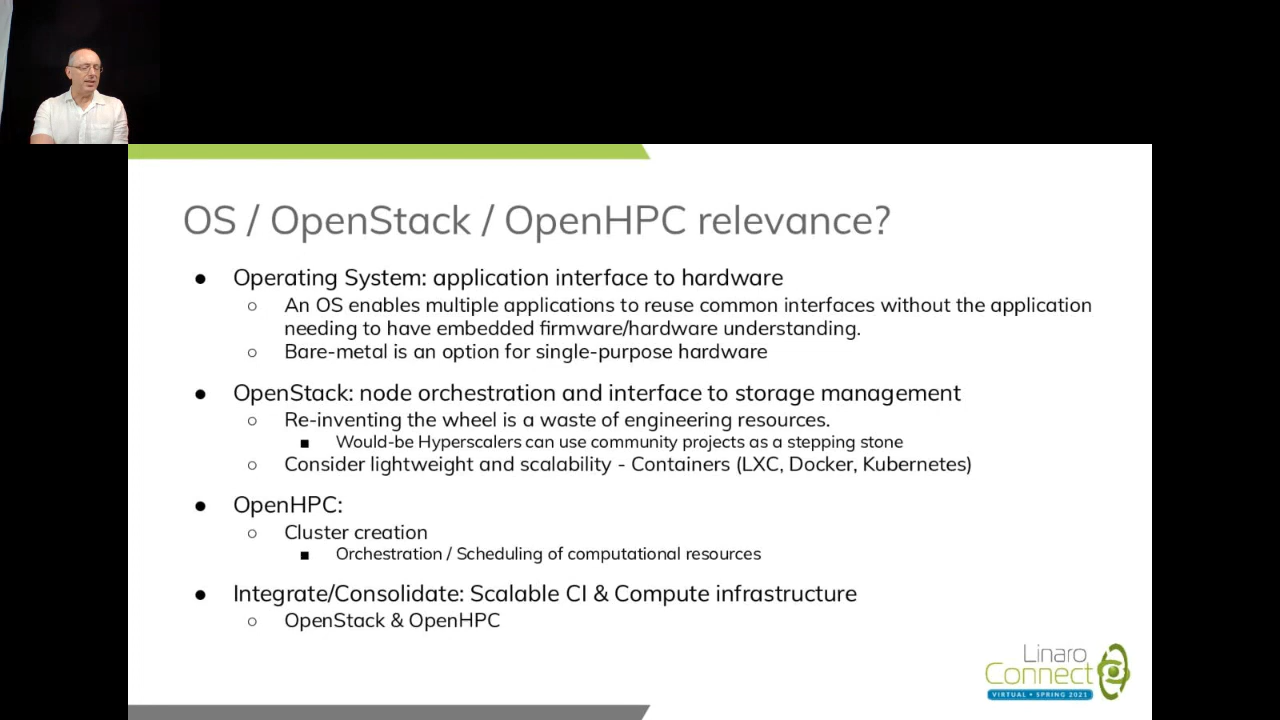 OS / OpenStack / OpenHPC relevance?
● Operating System: application interface to hardware
○ An OS enables multiple applications to reuse common interfaces without the application
needing to have embedded firmware/hardware understanding.
○ Bare-metal is an option for single-purpose hardware
● OpenStack: node orchestration and interface to storage management
○ Re-inventing the wheel is a waste of engineering resources.
■ Would-be Hyperscalers can use community projects as a stepping stone
○ Consider lightweight and scalability - Containers (LXC, Docker, Kubernetes)
● OpenHPC:
○ Cluster creation
■ Orchestration / Scheduling of computational resources
● Integrate/Consolidate: Scalable CI & Compute infrastructure
○ OpenStack & OpenHPC
Linaro
Connect
VIRTUAL • SPRING 2021